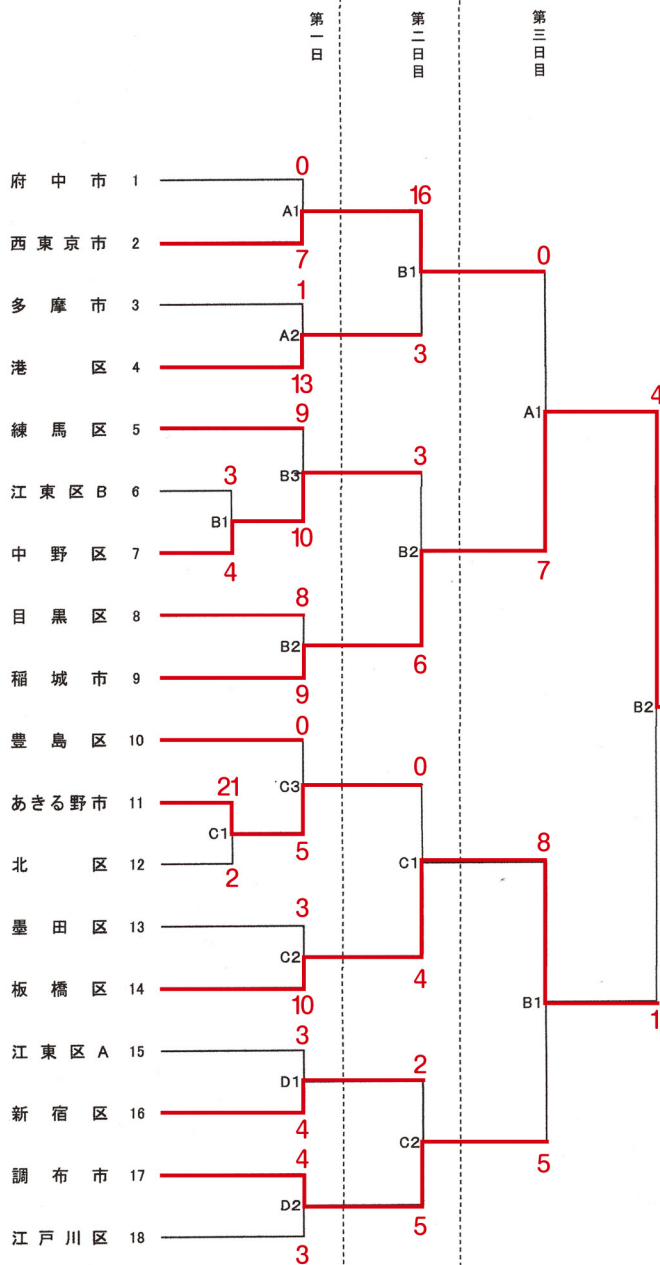 第一日
第二日目
第三日目
0
府中市 1
16
A1
西東京市 2
0
7
B1
1
多摩市 3
A2
3
港区 4
13
4
9
A1
練馬区 5
3
3
B3
江東区B 6
B1
10
B2
中野区 7
7
4
8
目黒区 8
B2
6
稲城市 9
9
B2
0
豊島区 10
0
21
C3
あきる野市 11
C1
8
5
C1
北区 12
2
3
墨田区 13
C2
4
板橋区 14
10
B1
1
3
江東区A 15
2
D1
新宿区 16
4
C2
4
5
調布市 17
D2
5
江戸川区 18
3